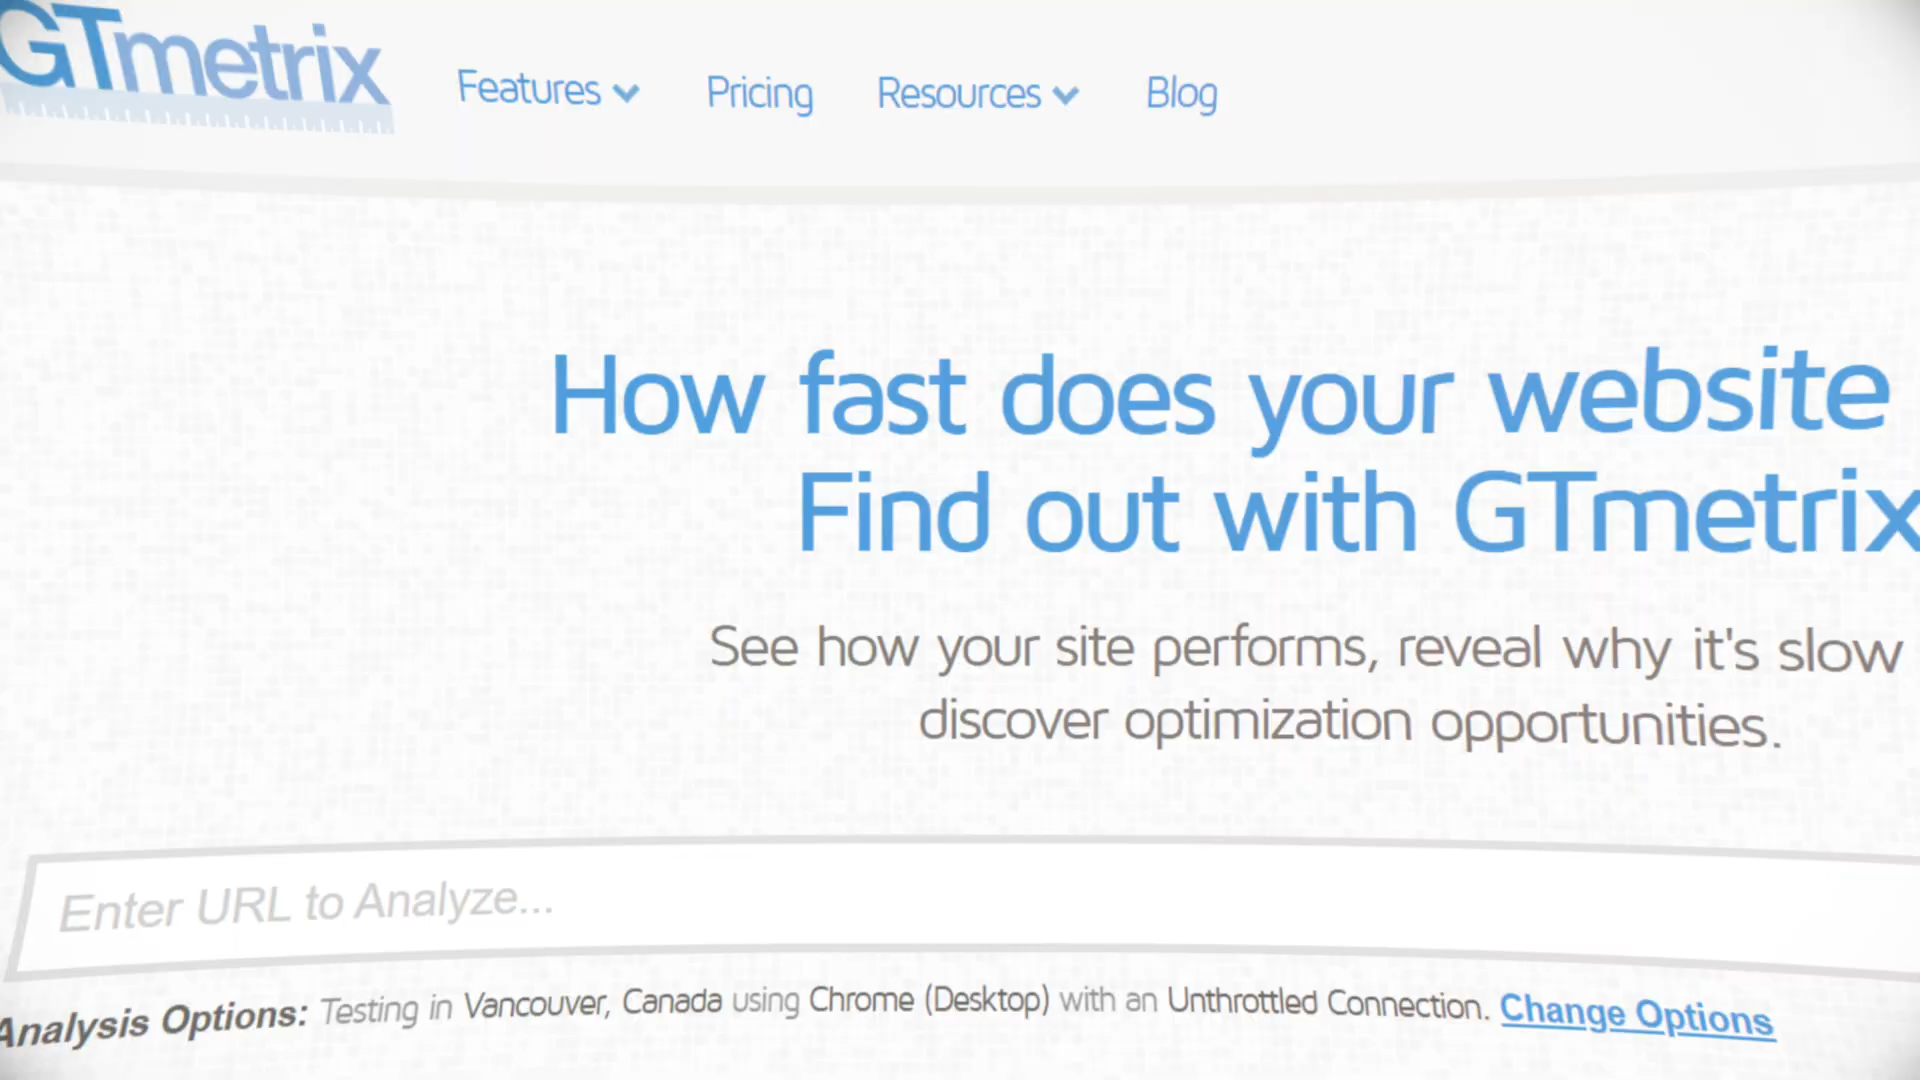 GTmetrix
Features
Pricing
Resources
Blog
How fast does your website
Find out with GTmetrix
See how your site performs, reveal why it's slow
discover optimization opportunities.
Enter URL to Analyze...
Analysis Options: Testing in Vancouver, Canada using Chrome (Desktop) with an Unthrottled Connection. Change Options